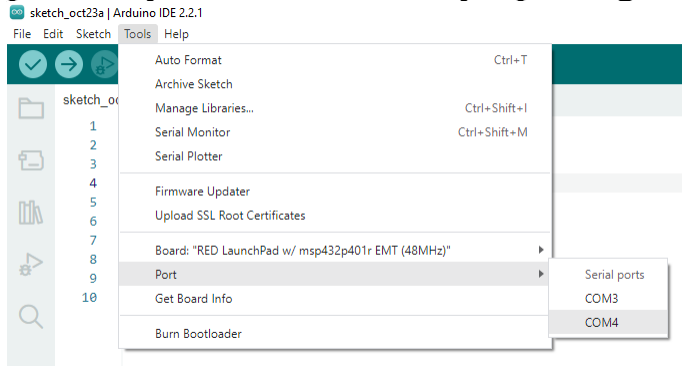 sketch_oct23a | Arduino IDE 2.2.1
File Edit Sketch Tools Help
sketch_oc
Auto Format Ctrl+T
Archive Sketch
Manage Libraries... Ctrl+Shift+I
Serial Monitor Ctrl+Shift+M
Serial Plotter
Firmware Updater
Upload SSL Root Certificates
Board: "RED LaunchPad w/ msp432p401r EMT (48MHz)"
Port
Get Board Info
Burn Bootloader
Serial ports
COM3
COM4
1
2
3
4
5
6
7
8
9
10